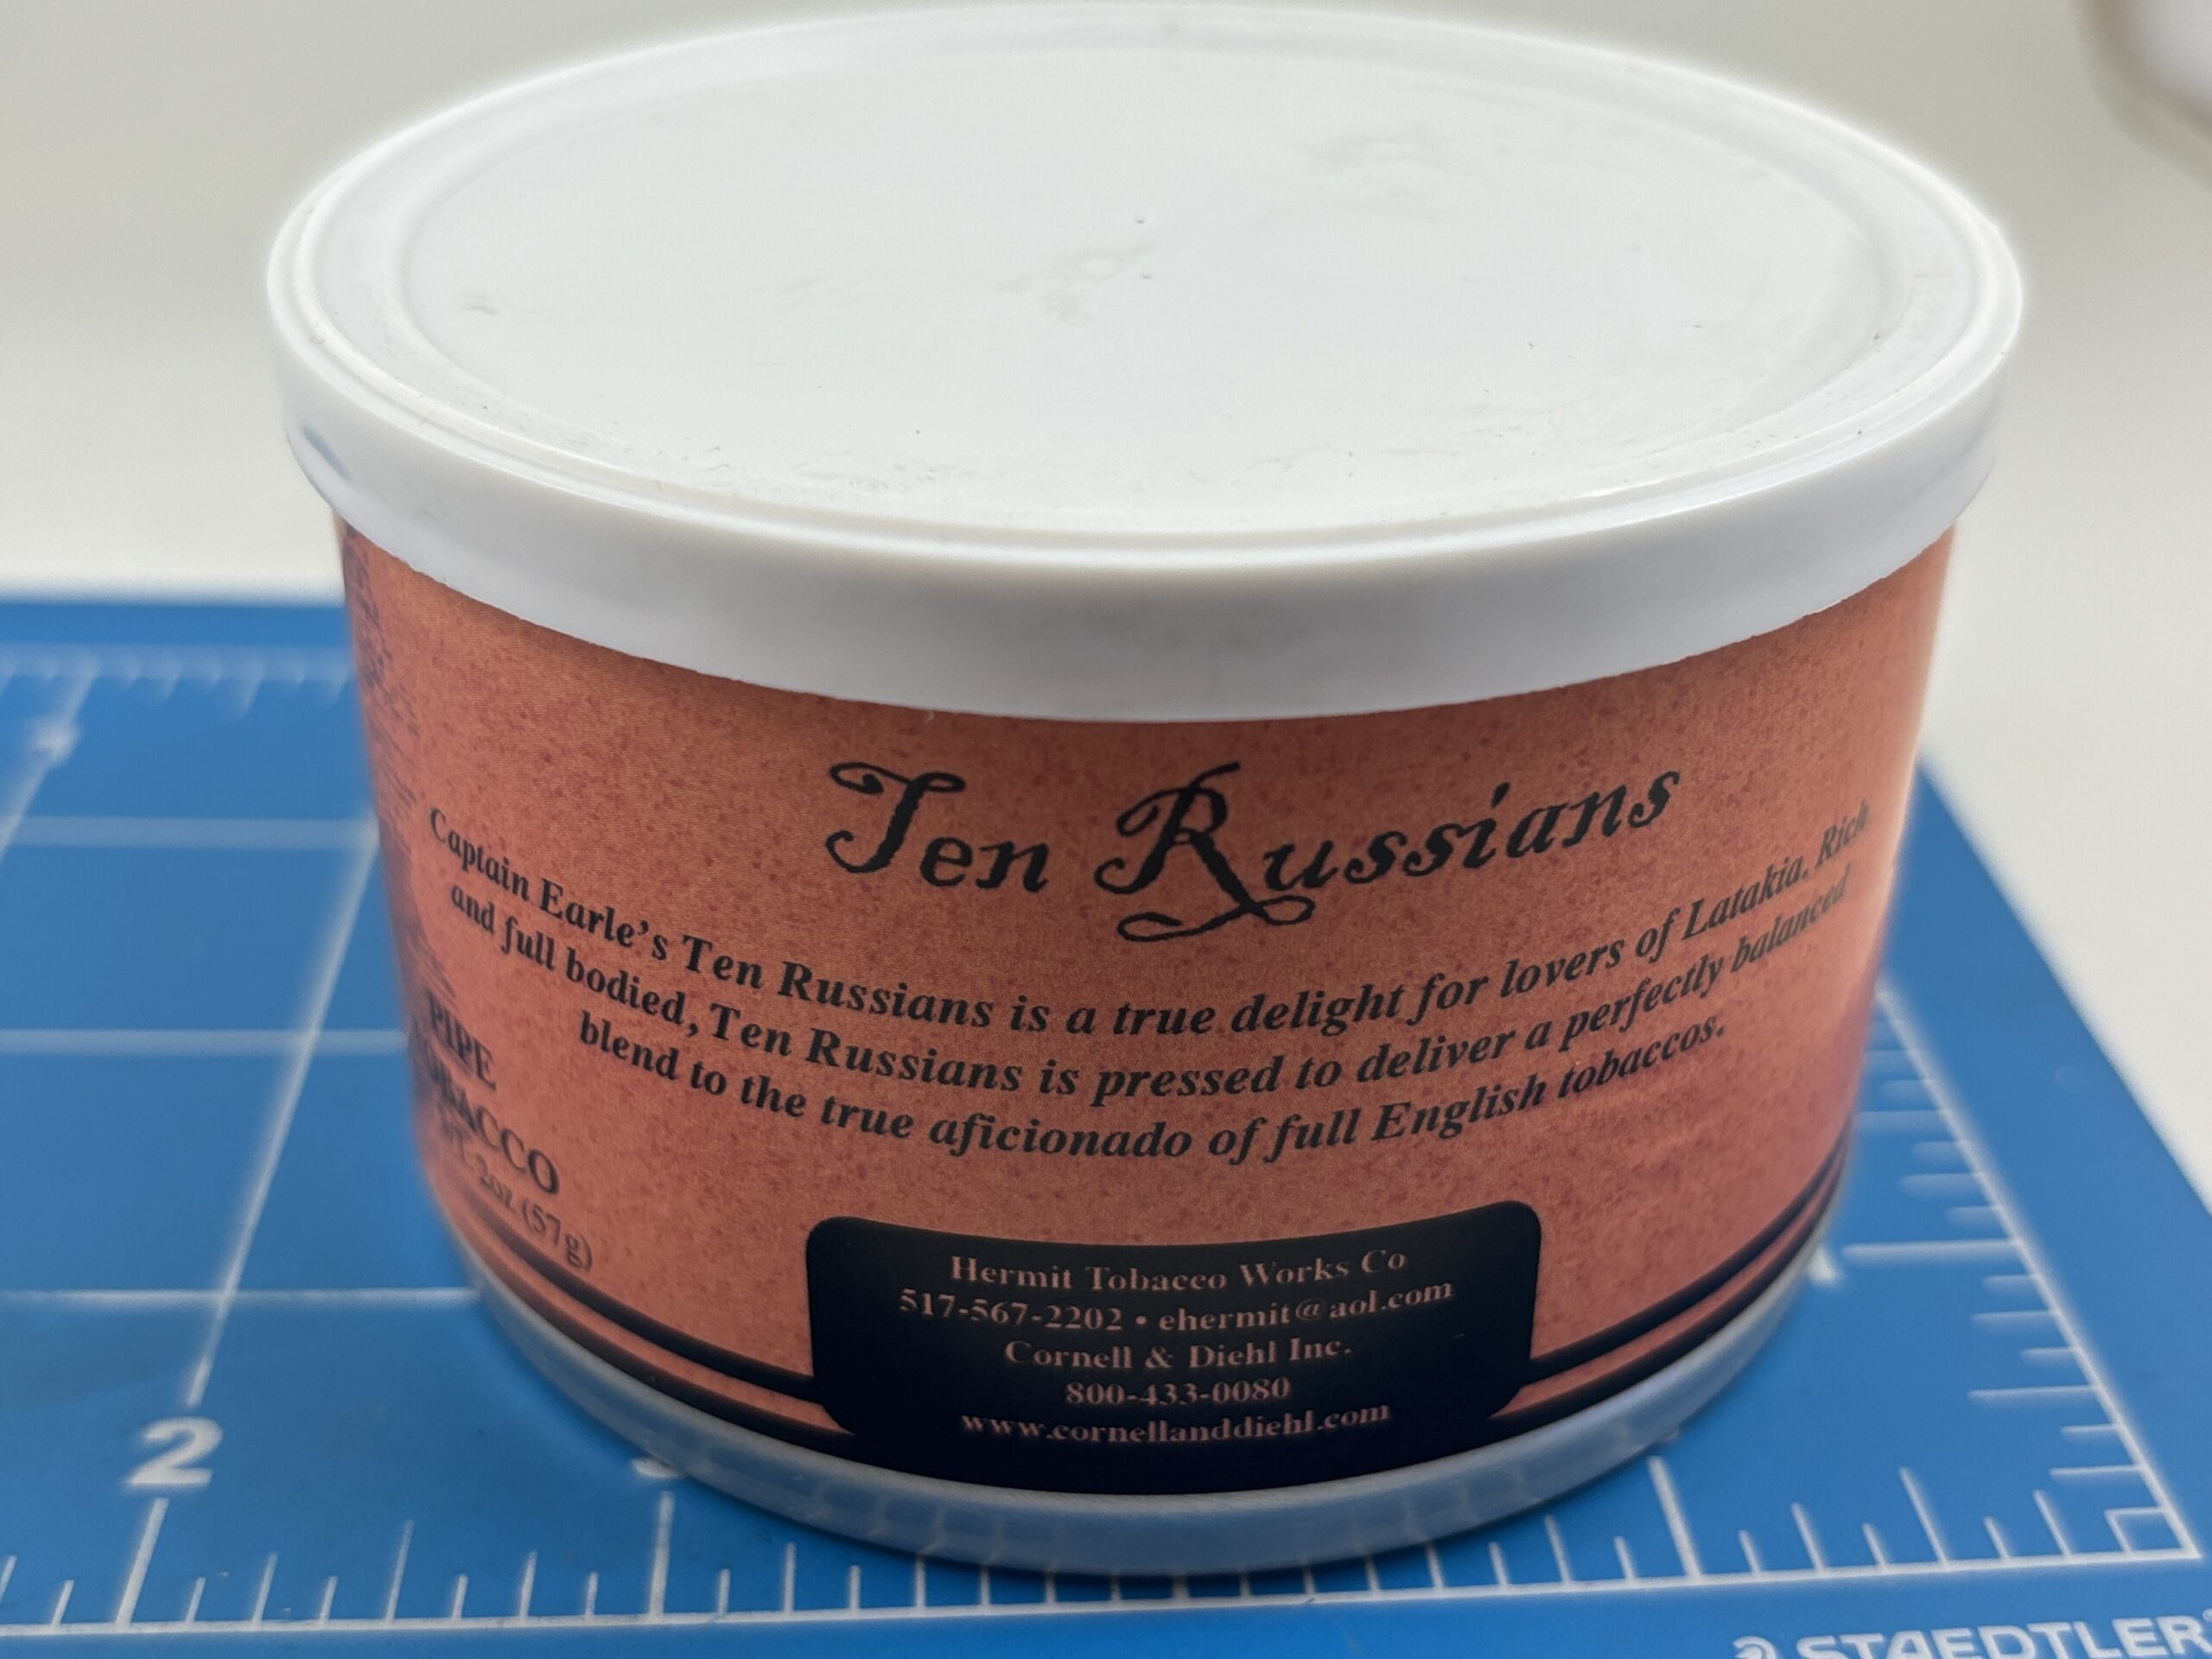 Ten Russians
Captain Earle's Ten Russians is a true delight for lovers of Latakia. Rich
and full bodied, Ten Russians is pressed to deliver a perfectly balanced
blend to the true aficionado of full English tobaccos.
PIPE
TOBACCO
2oz (57g)
Hermit Tobacco Works Co
517-567-2202 • ehermit@aol.com
Cornell & Diehl Inc.
800-433-0080
www.cornellanddiehl.com
2
STAEDTLER